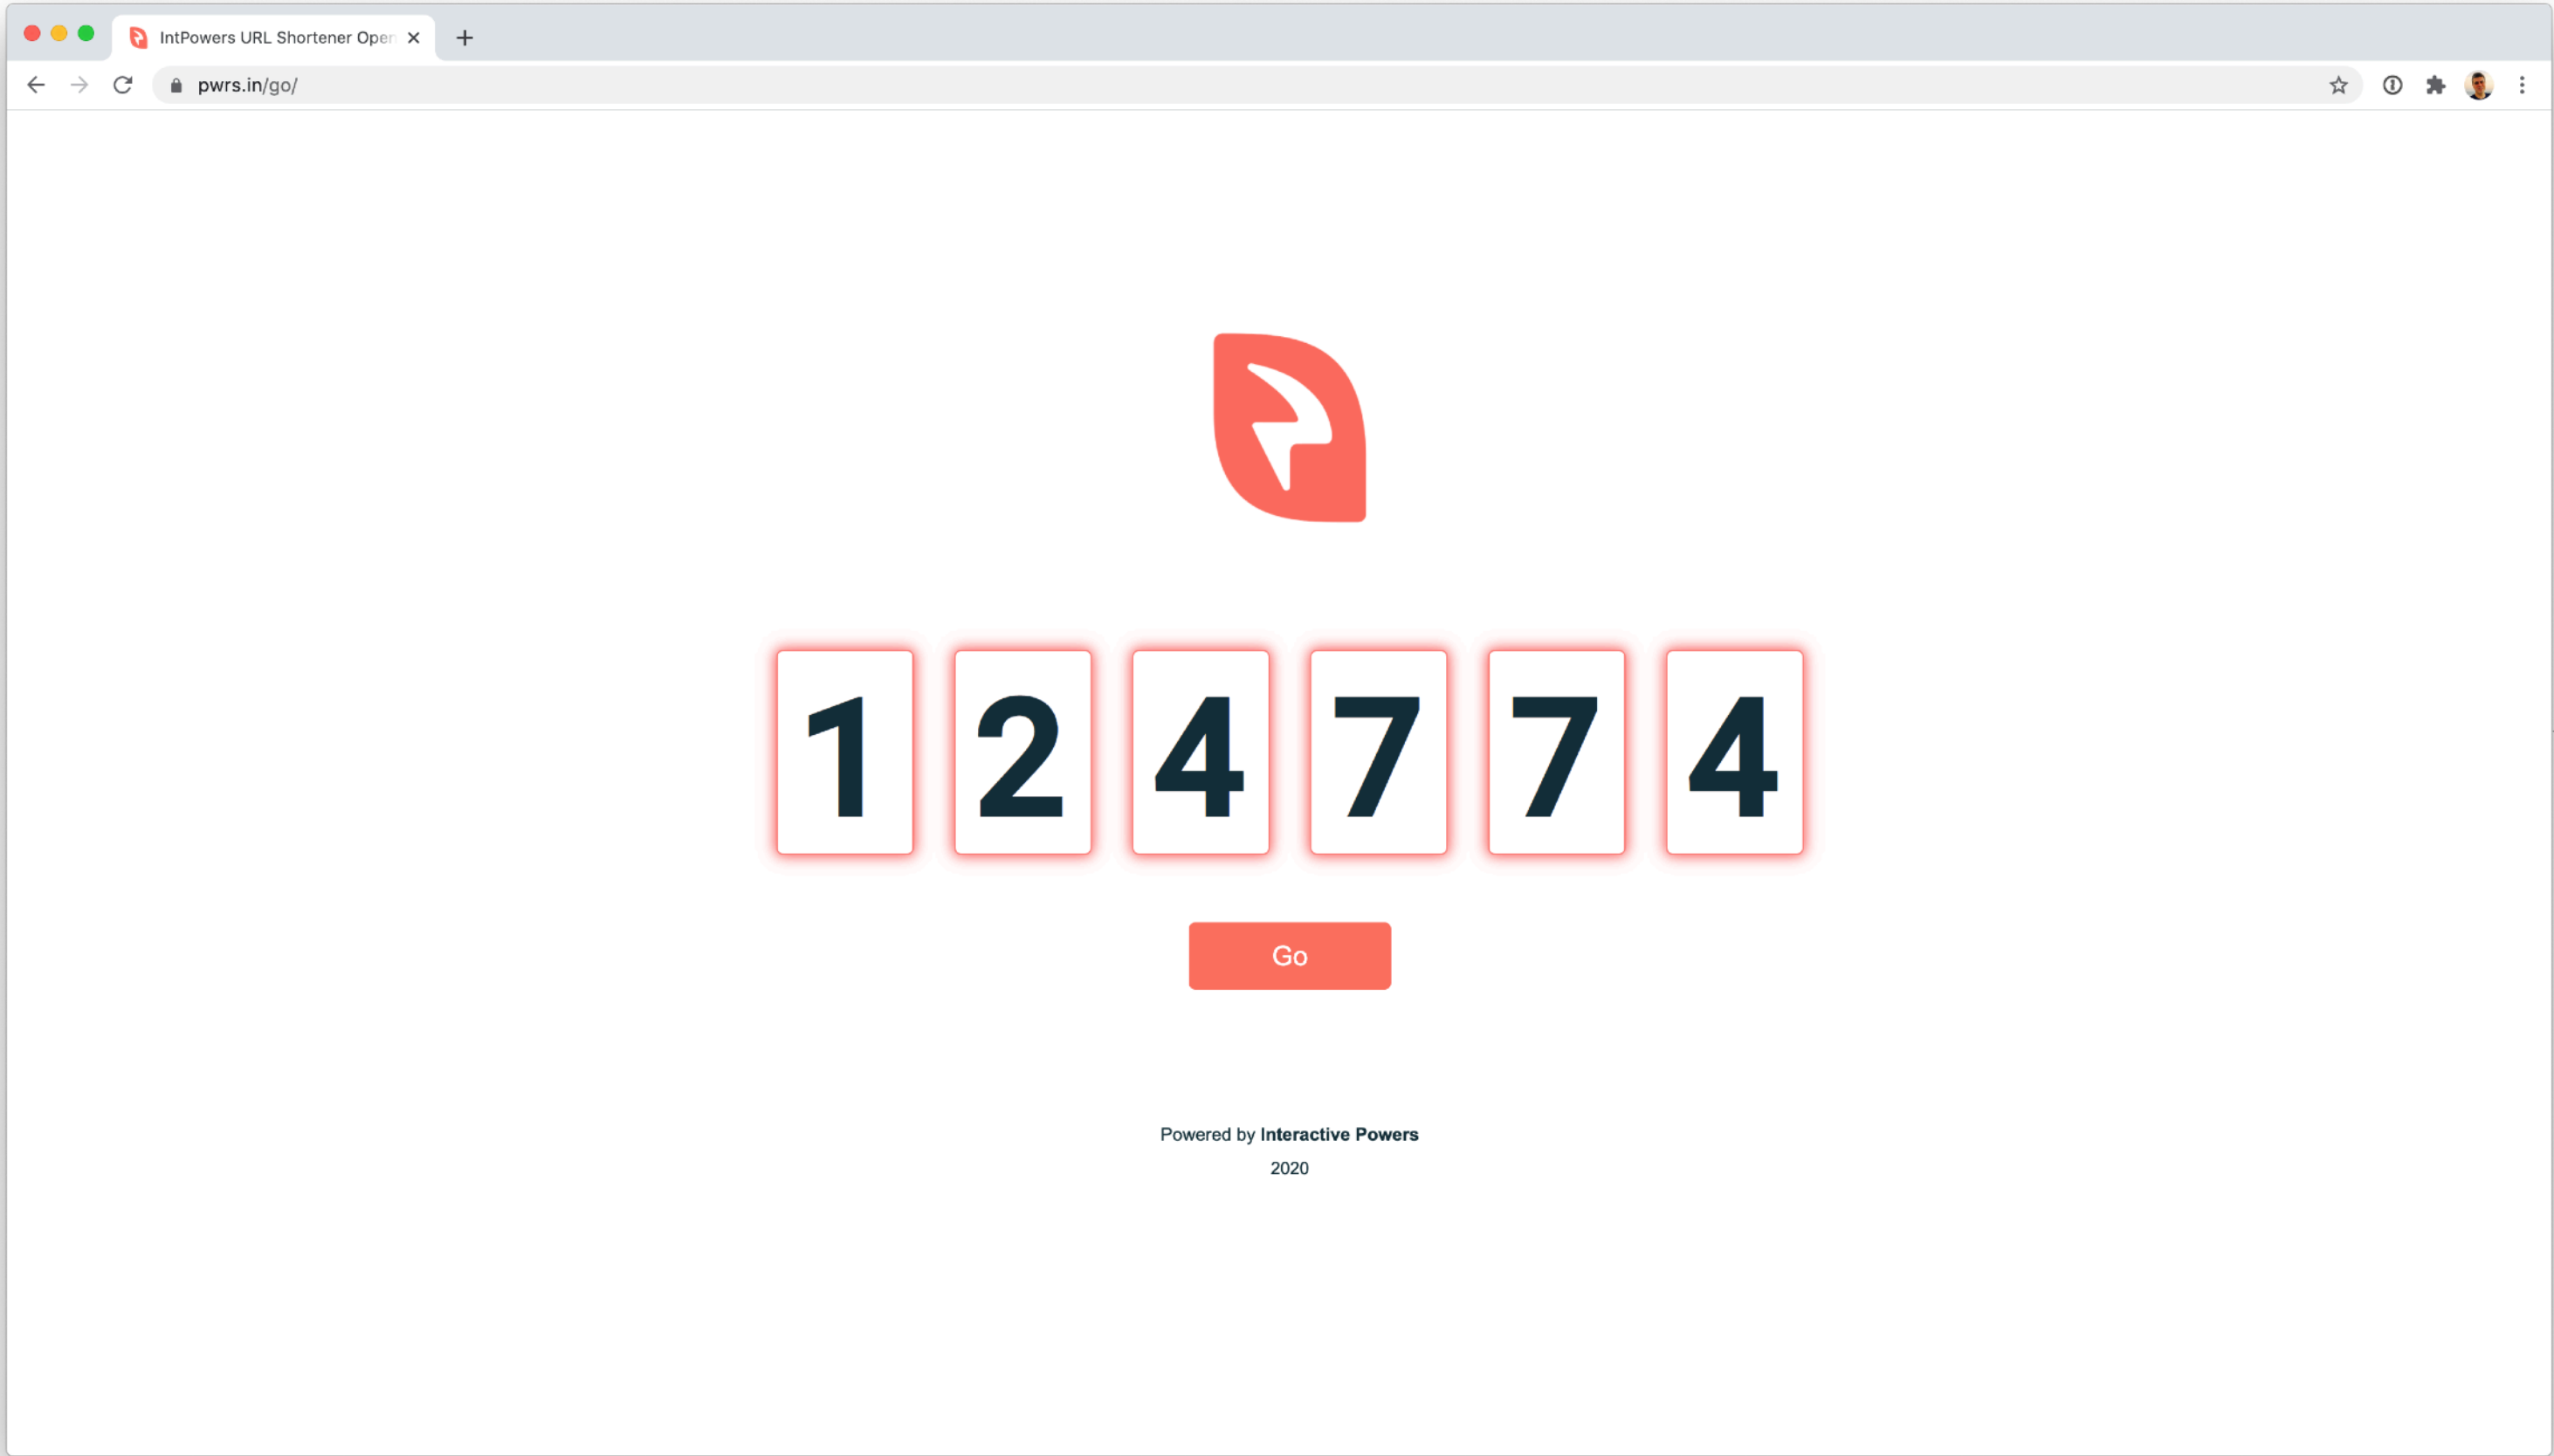 IntPowers URL Shortener Open
pwrs.in/go/
1 2 4 7 7 4
Go
Powered by Interactive Powers
2020